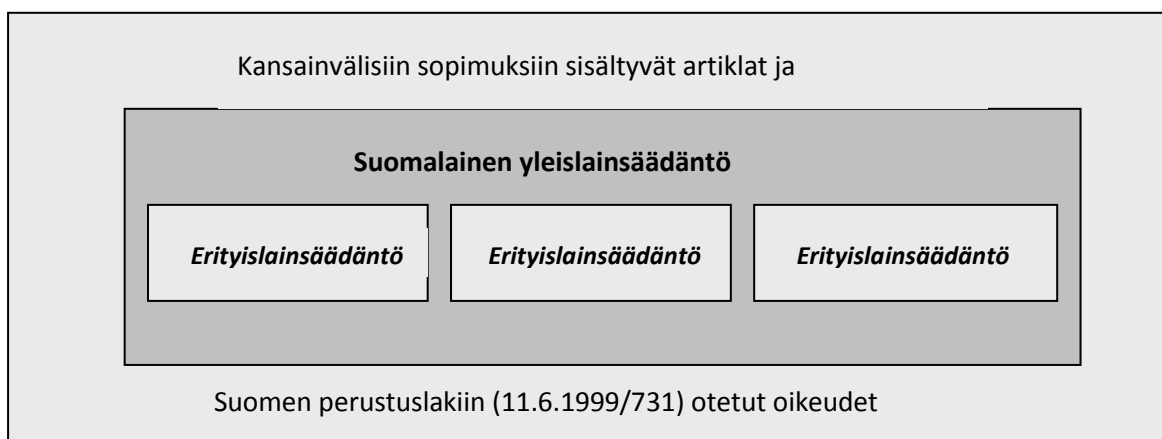 Kansainvälisiin sopimuksiin sisältyvät artiklat ja
Suomalainen yleislainsäädäntö
Erityislainsäädäntö
Erityislainsäädäntö
Erityislainsäädäntö
Suomen perustuslakiin (11.6.1999/731) otetut oikeudet